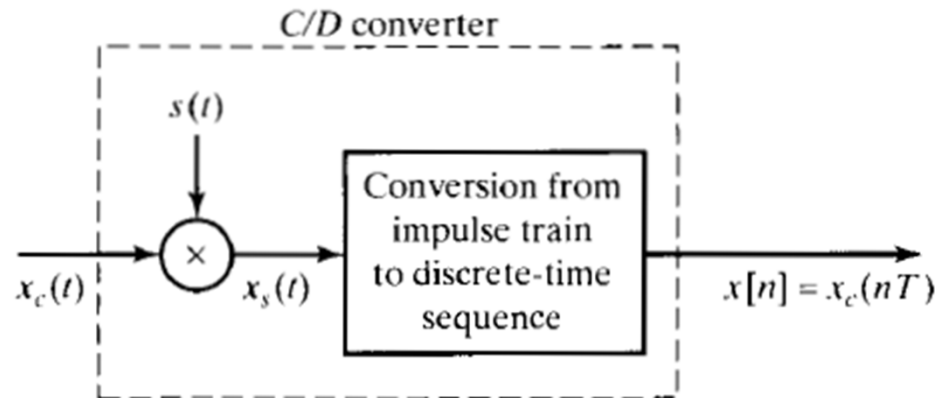 C/D converter
s(t)
×
Conversion from
impulse train
to discrete-time
sequence
x_c(t)
x_s(t)
x[n] = x_c(nT)